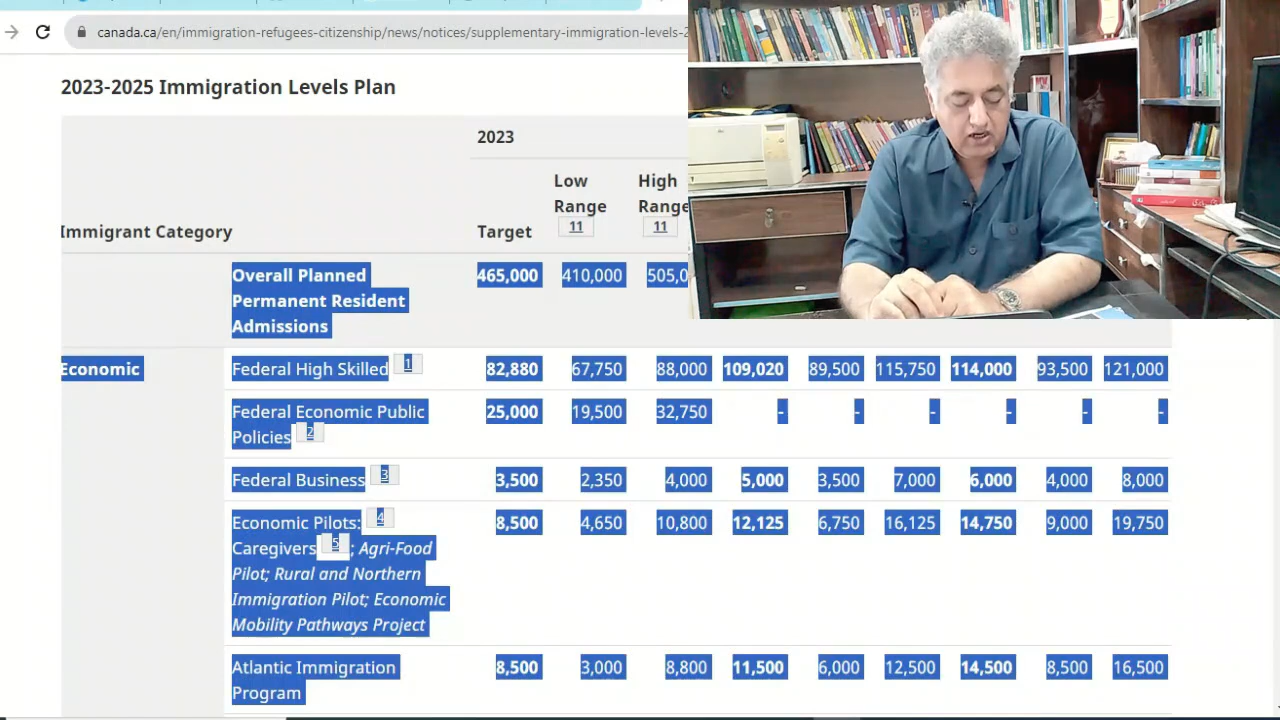 canada.ca/en/immigration-refugees-citizenship/news/notices/supplementary-immigration-levels-2
2023-2025 Immigration Levels Plan
2023
Low High
Range Range
Immigrant Category Target 11 11
Overall Planned 465,000 410,000 505,0
Permanent Resident
Admissions
Economic Federal High Skilled 1 82,880 67,750 88,000 109,020 89,500 115,750 114,000 93,500 121,000
Federal Economic Public 25,000 19,500 32,750 - - - - - -
Policies 2
Federal Business 3 3,500 2,350 4,000 5,000 3,500 7,000 6,000 4,000 8,000
Economic Pilots: 4 8,500 4,650 10,800 12,125 6,750 16,125 14,750 9,000 19,750
Caregivers 5; Agri-Food
Pilot; Rural and Northern
Immigration Pilot; Economic
Mobility Pathways Project
Atlantic Immigration 8,500 3,000 8,800 11,500 6,000 12,500 14,500 8,500 16,500
Program